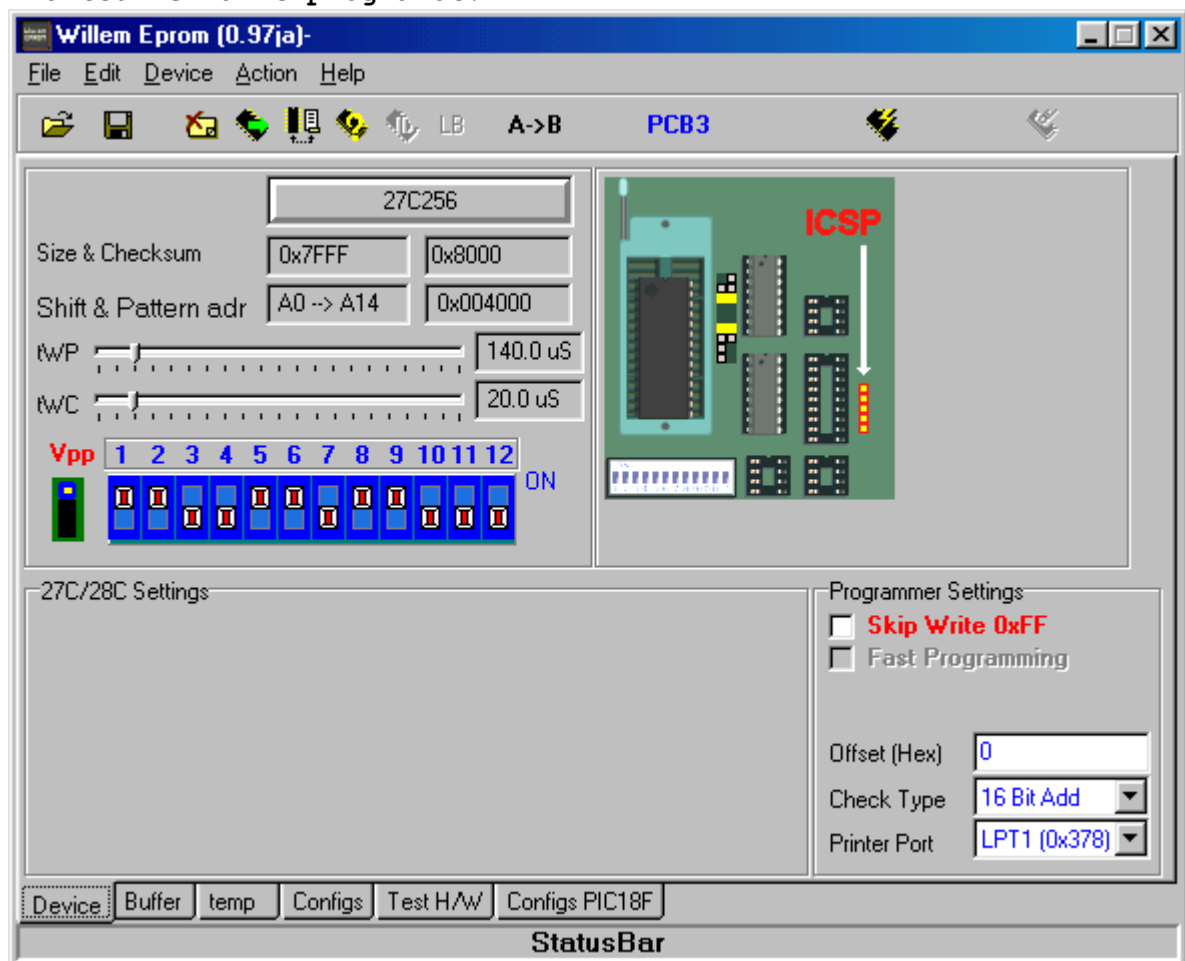 Willem Eprom (0.97ja)-
File Edit Device Action Help
LB A->B PCB3
27C256
ICSP
Size & Checksum 0x7FFF 0x8000
Shift & Pattern adr A0 --> A14 0x004000
tWP 140.0 uS
tWC 20.0 uS
Vpp 1 2 3 4 5 6 7 8 9 10 11 12
ON
27C/28C Settings
Programmer Settings
Skip Write 0xFF
Fast Programming
Offset (Hex) 0
Check Type 16 Bit Add
Printer Port LPT1 (0x378)
Device Buffer temp Configs Test H/W Configs PIC18F
StatusBar